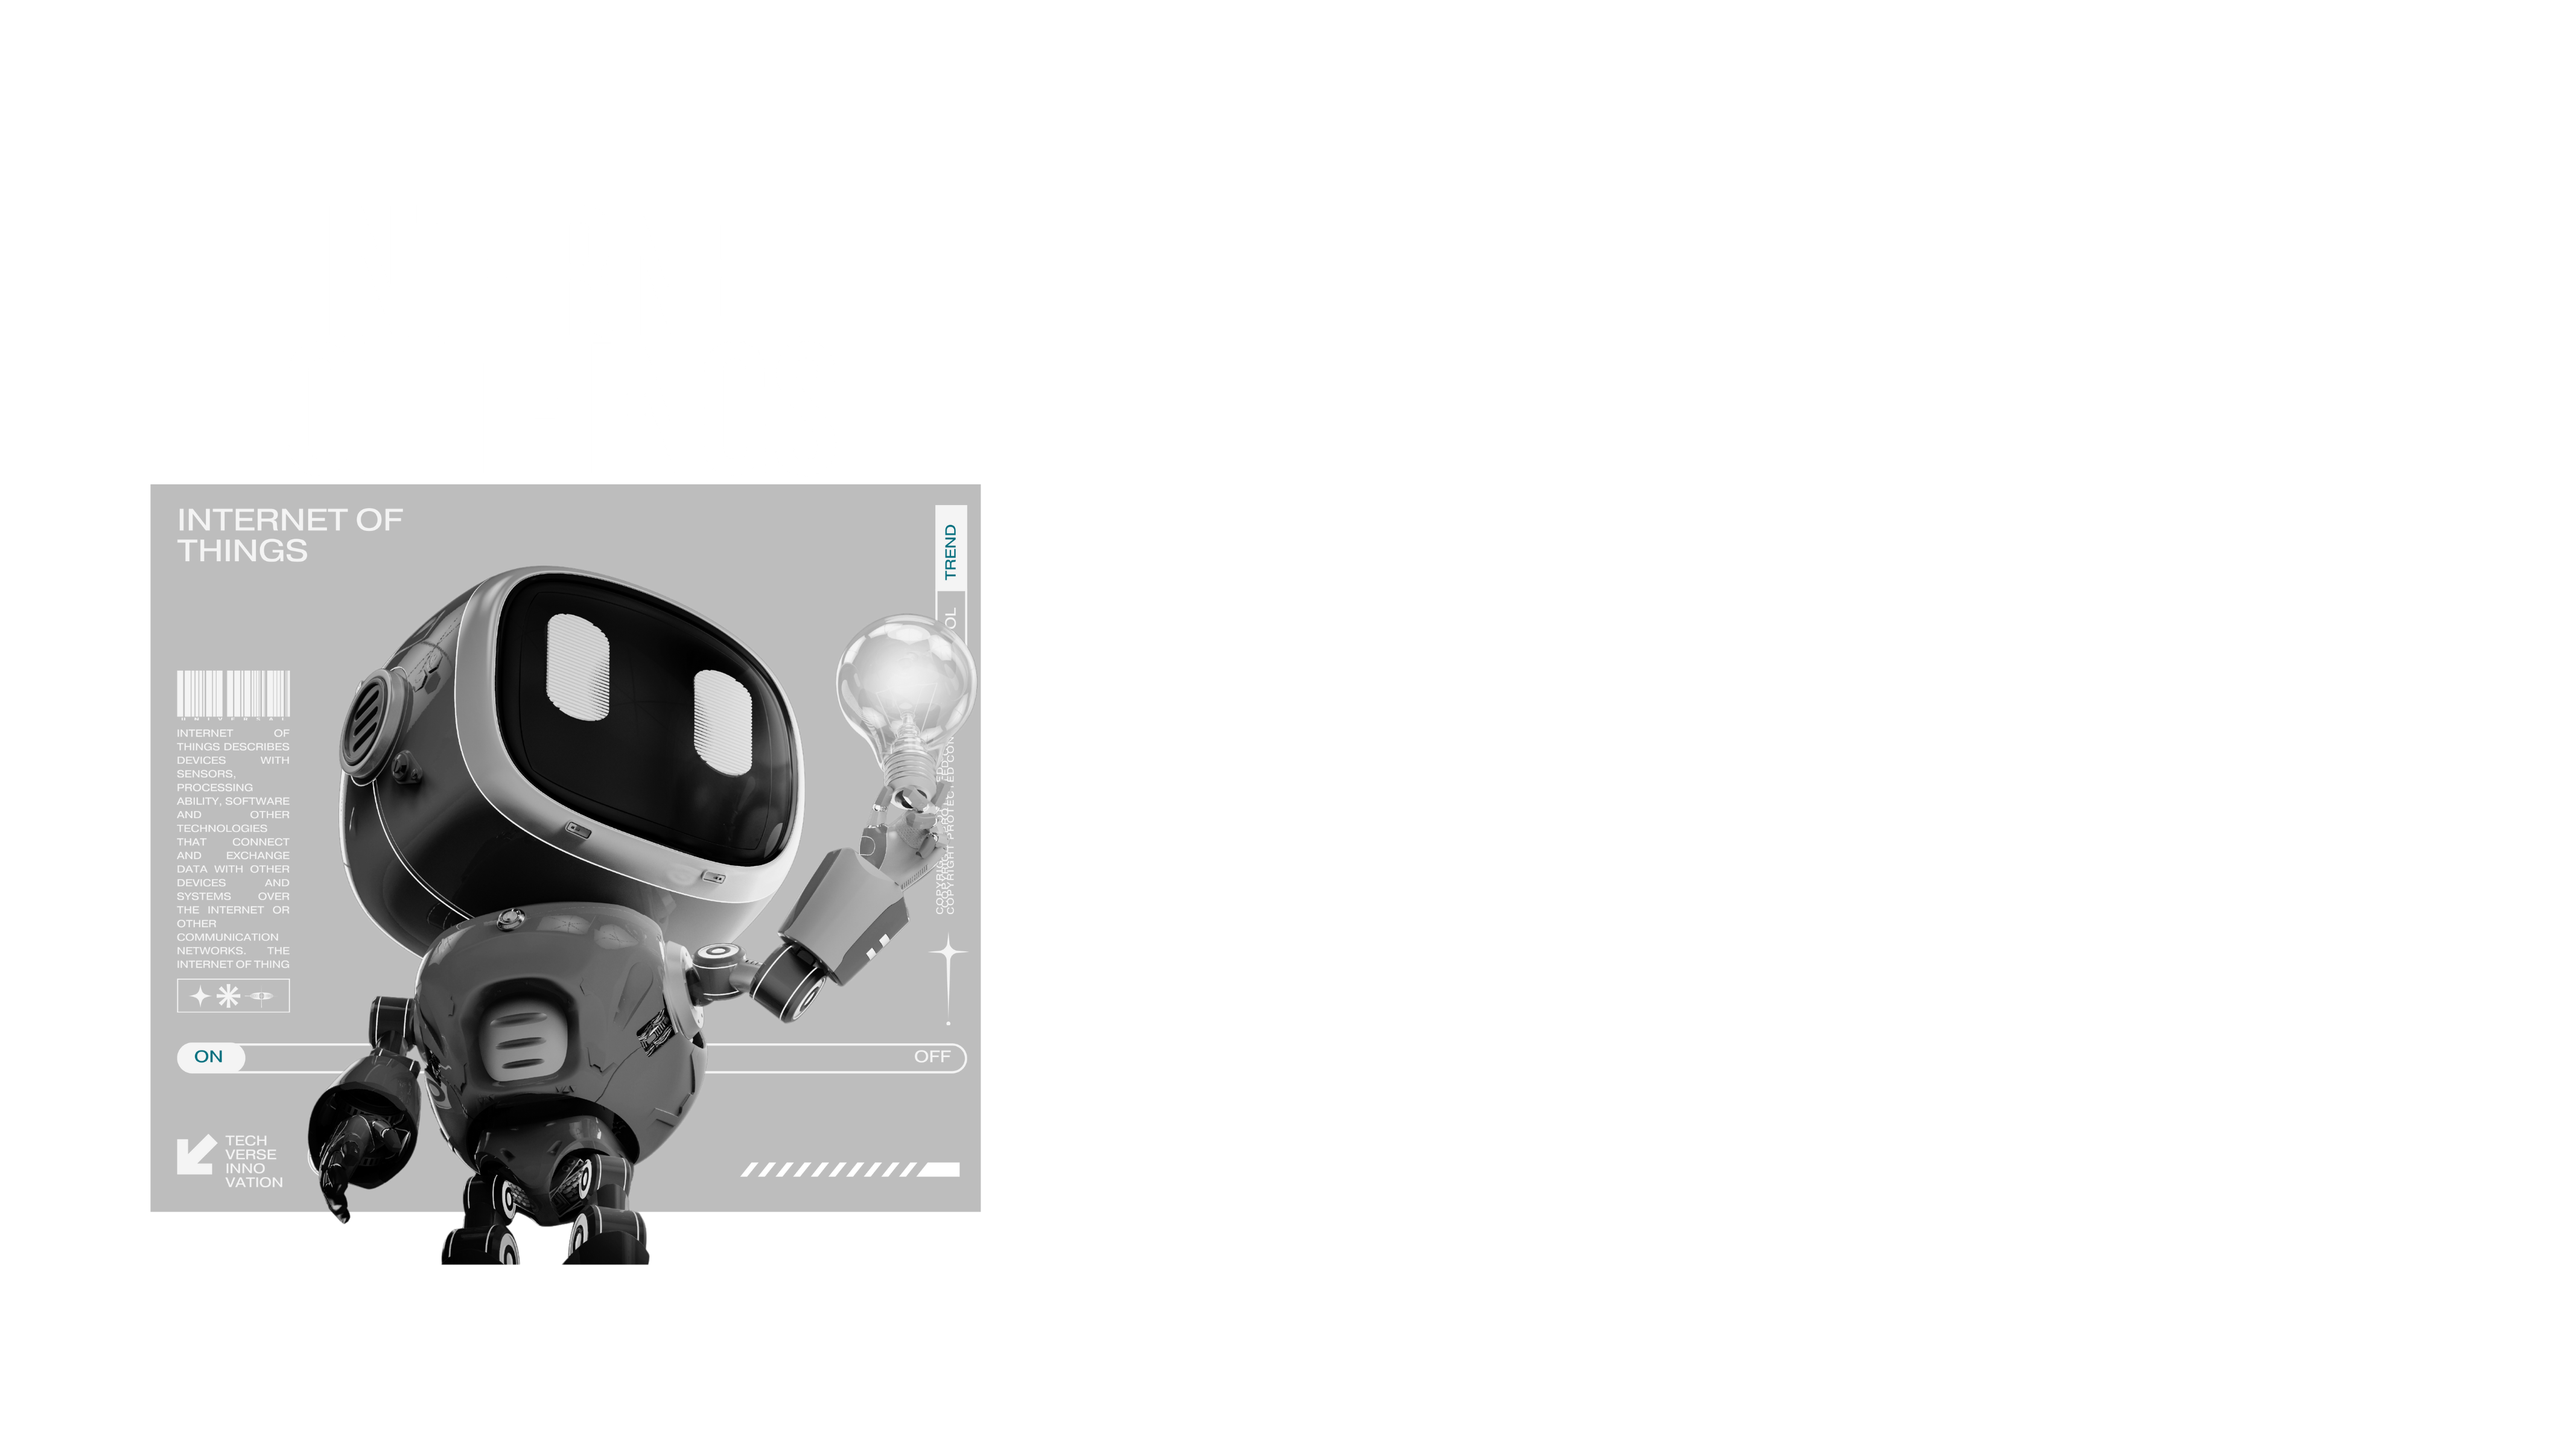 INTERNET OF
THINGS
TREND
OL
INTERNET OF
THINGS DESCRIBES
DEVICES WITH
SENSORS,
PROCESSING
ABILITY, SOFTWARE
AND OTHER
TECHNOLOGIES
THAT CONNECT
AND EXCHANGE
DATA WITH OTHER
DEVICES AND
SYSTEMS OVER
THE INTERNET OR
OTHER
COMMUNICATION
NETWORKS. THE
INTERNET OF THING
COPYRIGHT
ON
OFF
TECH
VERSE
INNO
VATION